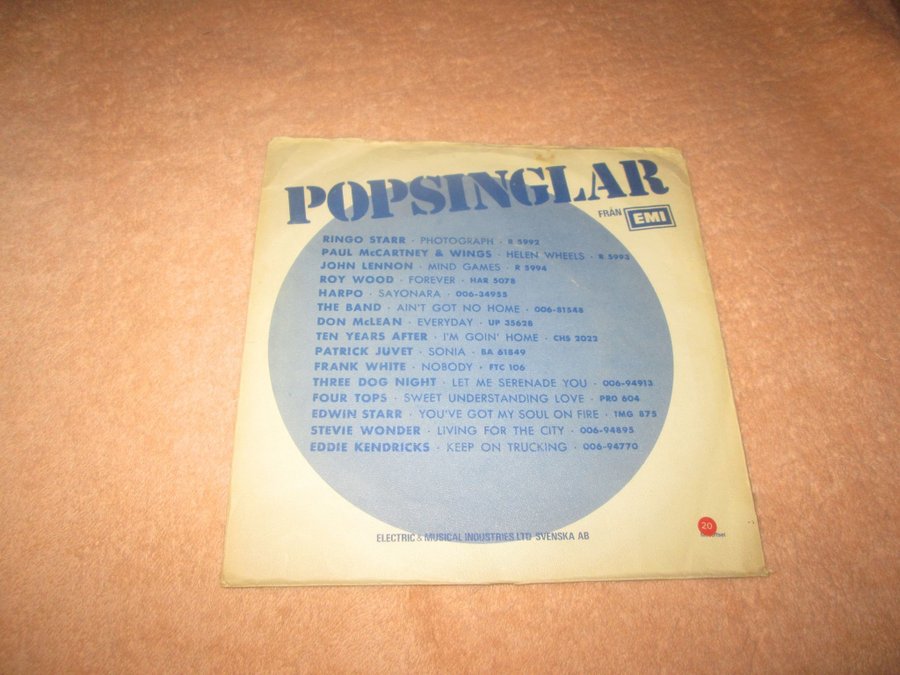 POPSINGLAR
FRÅN EMI
RINGO STARR · PHOTOGRAPH · R 5992
PAUL McCARTNEY & WINGS · HELEN WHEELS · R 5993
JOHN LENNON · MIND GAMES · R 5994
ROY WOOD · FOREVER · HAR 5078
HARPO · SAYONARA · 006-34955
THE BAND · AIN'T GOT NO HOME · 006-81548
DON McLEAN · EVERYDAY · UP 35628
TEN YEARS AFTER · I'M GOIN' HOME · CHS 2022
PATRICK JUVET · SONIA · BA 61849
FRANK WHITE · NOBODY · FTC 106
THREE DOG NIGHT · LET ME SERENADE YOU · 006-94913
FOUR TOPS · SWEET UNDERSTANDING LOVE · PRO 604
EDWIN STARR · YOU'VE GOT MY SOUL ON FIRE · TMG 875
STEVIE WONDER · LIVING FOR THE CITY · 006-94895
EDDIE KENDRICKS · KEEP ON TRUCKING · 006-94770
ELECTRIC & MUSICAL INDUSTRIES LTD. SVENSKA AB
20